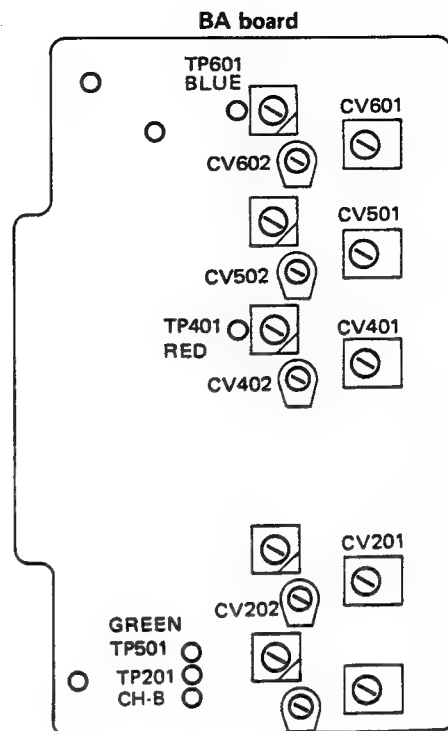 BA board
TP601
BLUE
CV601
CV602
CV501
CV502
TP401
RED
CV401
CV402
CV201
CV202
GREEN
TP501
TP201
CH-B